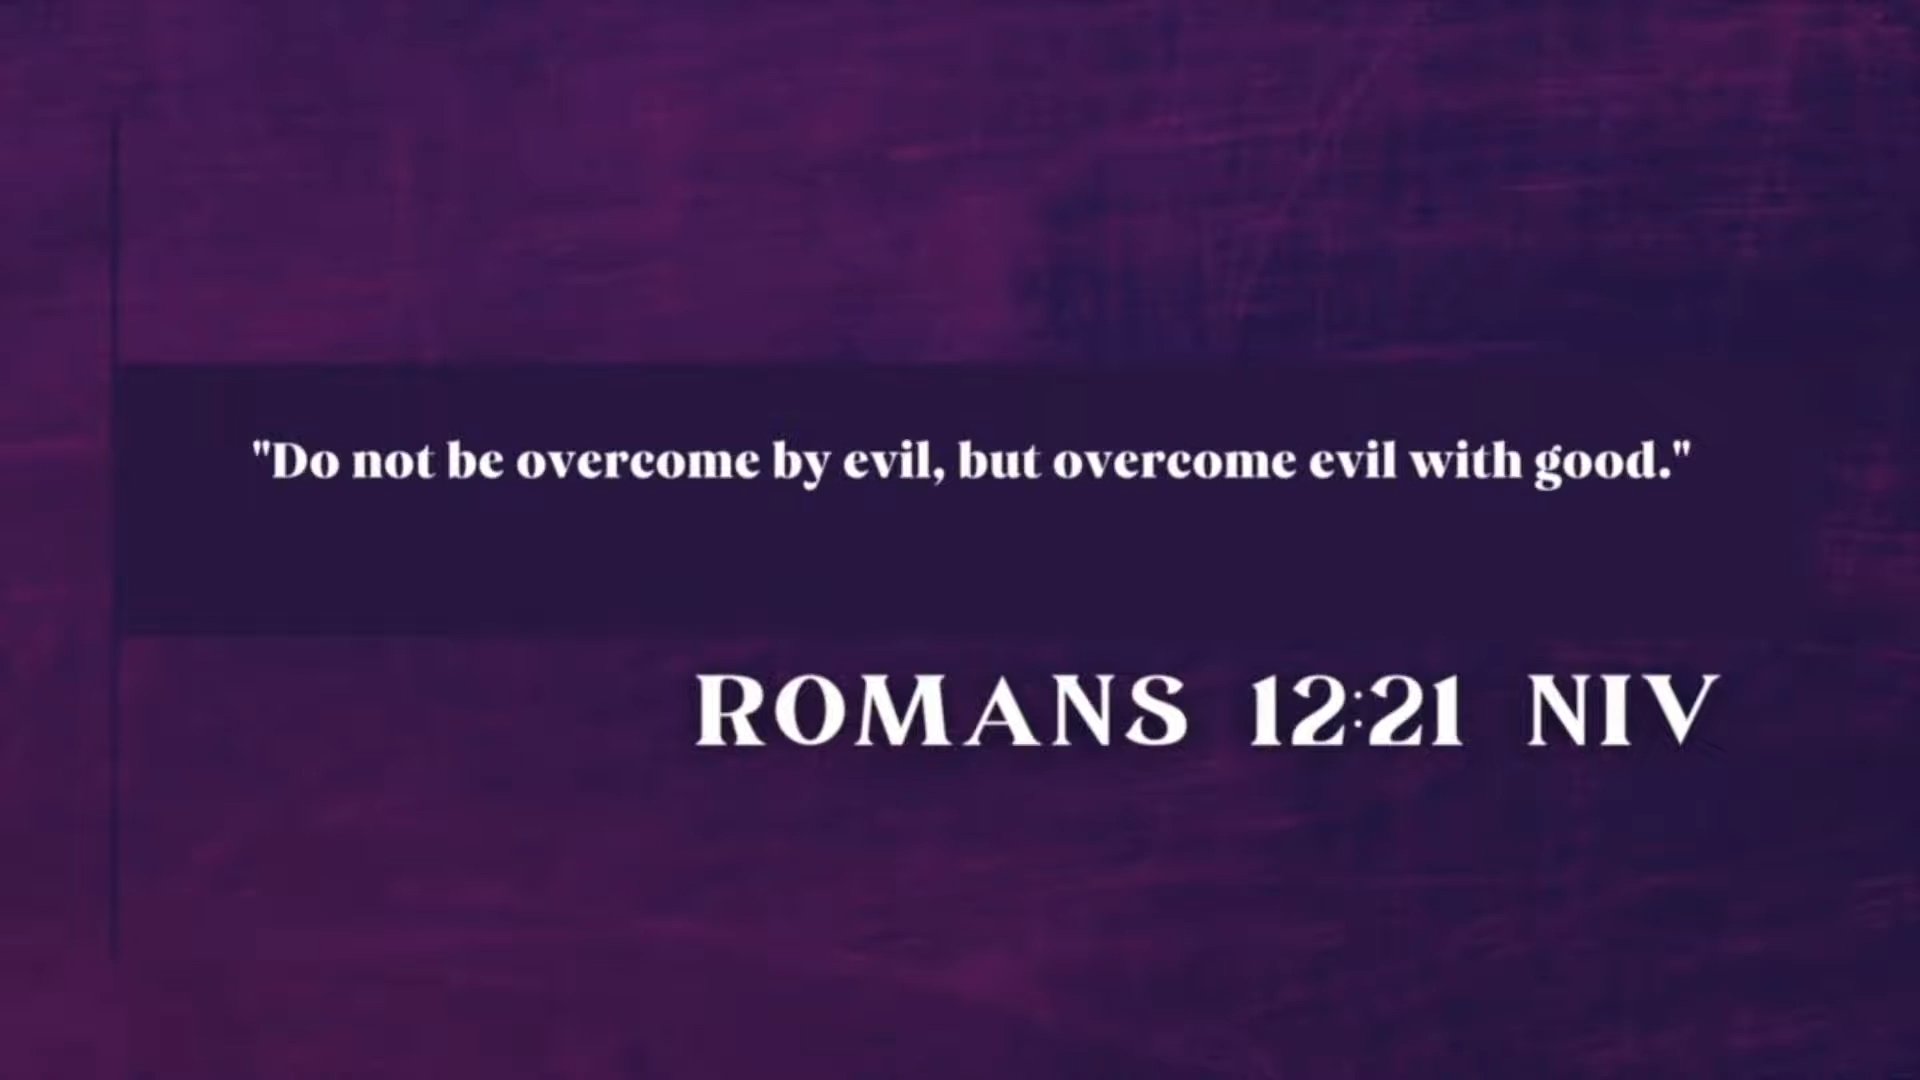 "Do not be overcome by evil, but overcome evil with good."
ROMANS 12:21 NIV